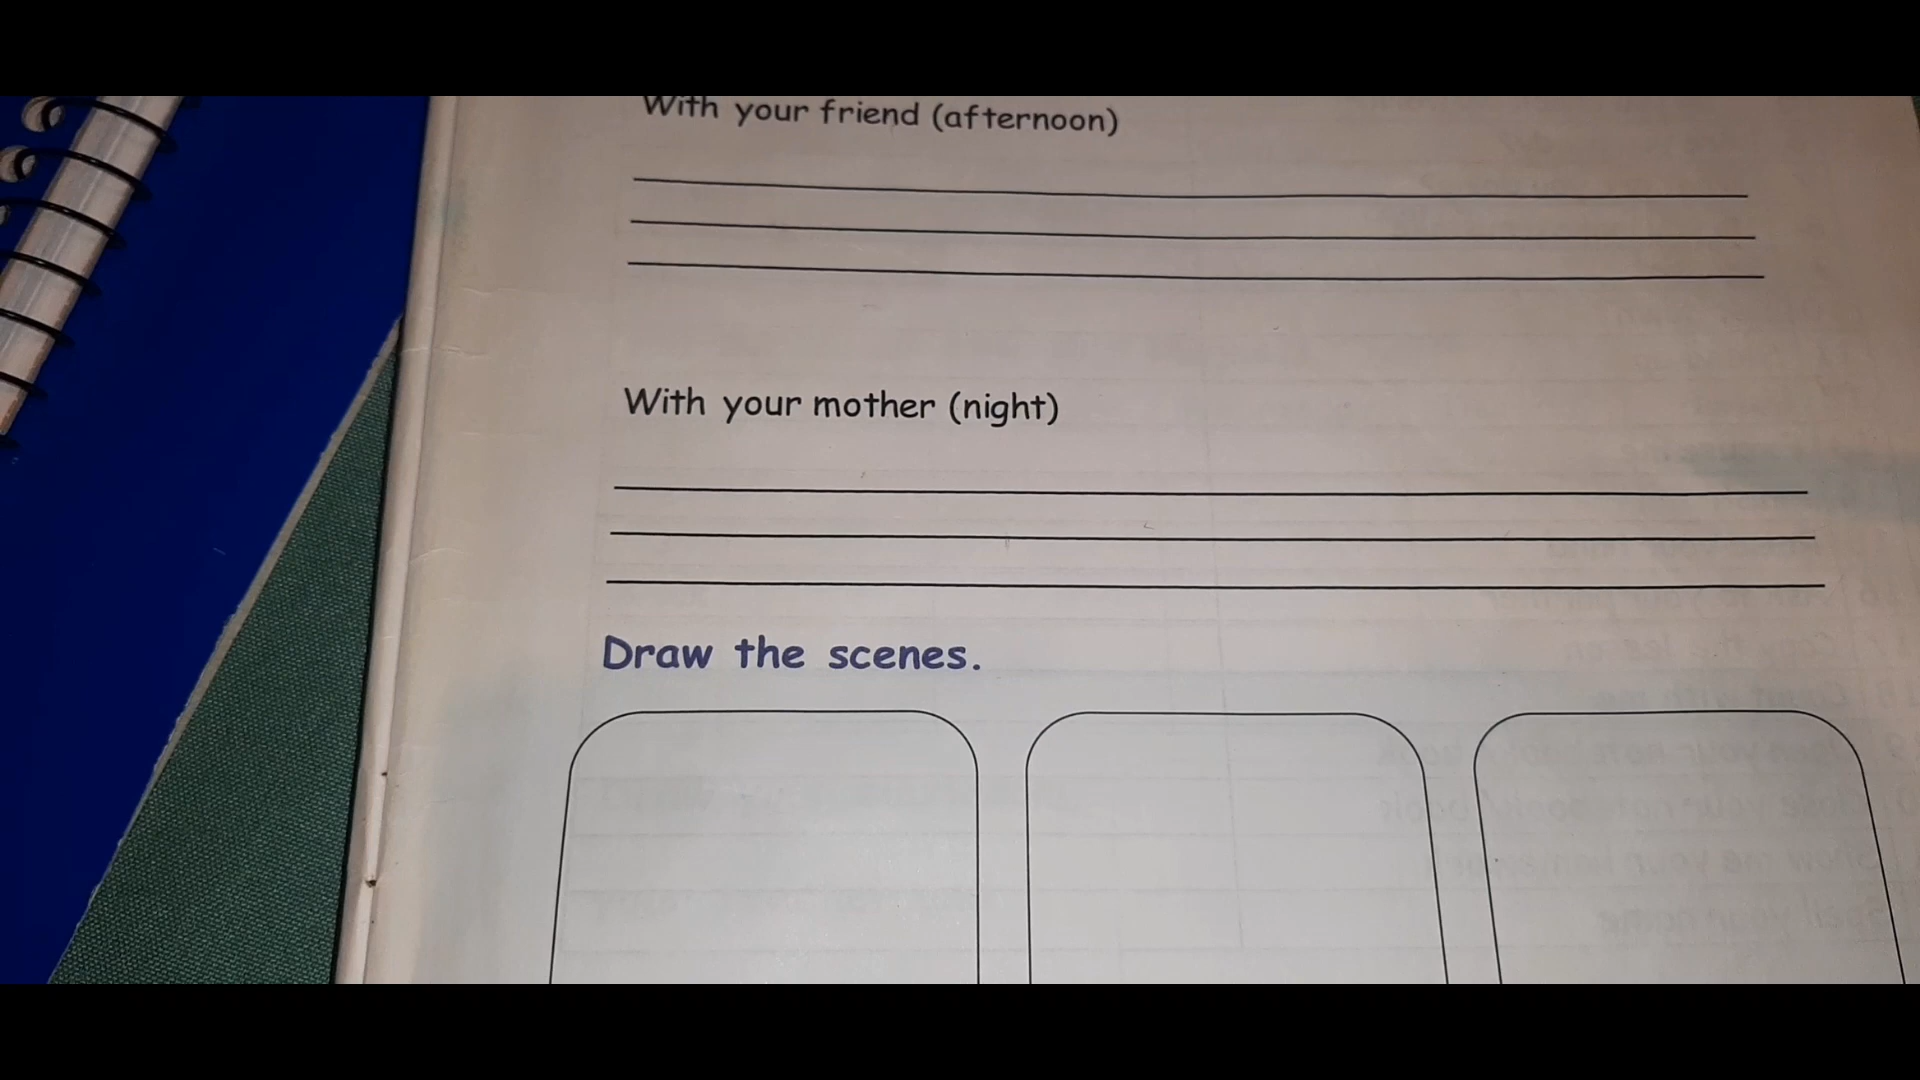 With your friend (afternoon)
With your mother (night)
Draw the scenes.